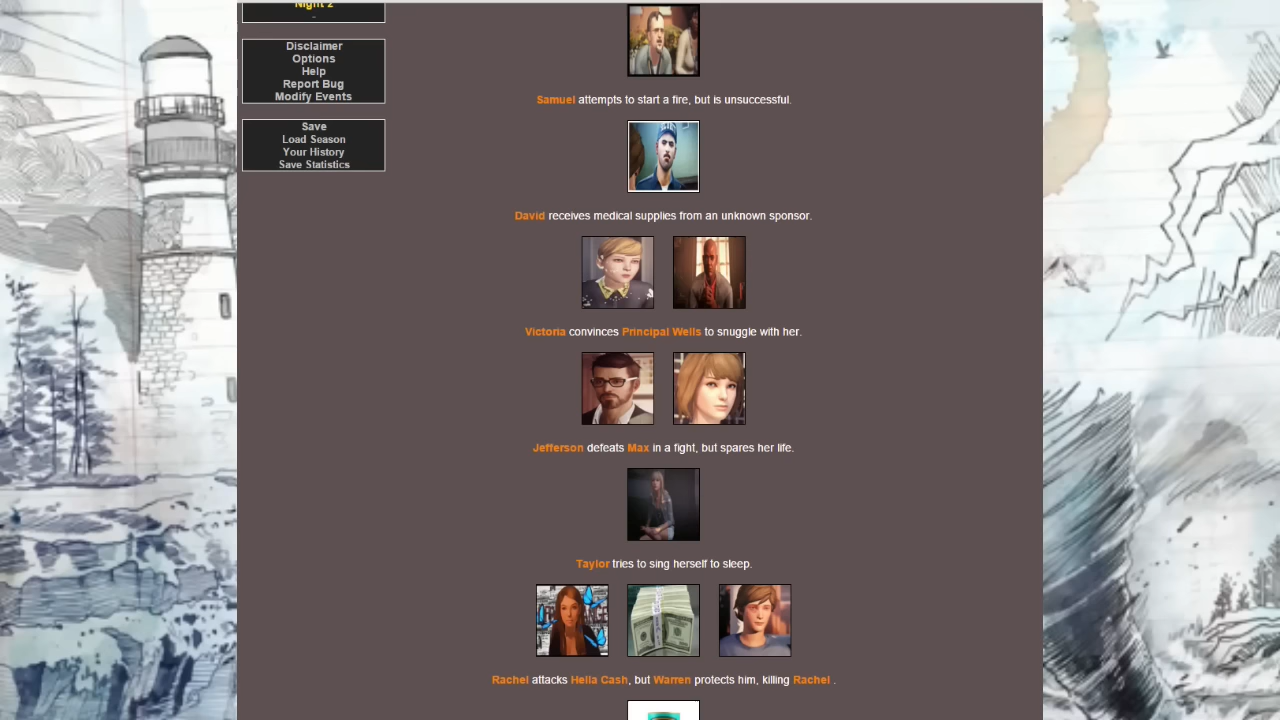 Night 2
-
Disclaimer
Options
Help
Report Bug
Modify Events
Save
Load Season
Your History
Save Statistics
Samuel attempts to start a fire, but is unsuccessful.
David receives medical supplies from an unknown sponsor.
Victoria convinces Principal Wells to snuggle with her.
Jefferson defeats Max in a fight, but spares her life.
Taylor tries to sing herself to sleep.
Rachel attacks Hella Cash, but Warren protects him, killing Rachel .